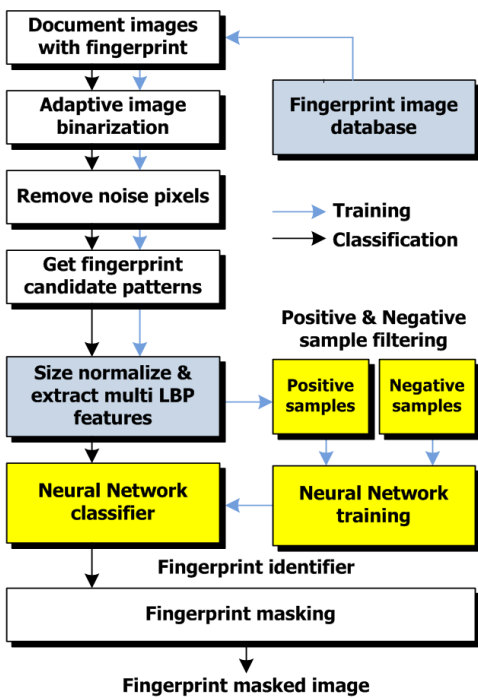 Document images
with fingerprint
Adaptive image
binarization
Fingerprint image
database
Remove noise pixels
Training
Classification
Get fingerprint
candidate patterns
Positive & Negative
sample filtering
Size normalize &
extract multi LBP
features
Positive
samples
Negative
samples
Neural Network
classifier
Neural Network
training
Fingerprint identifier
Fingerprint masking
Fingerprint masked image